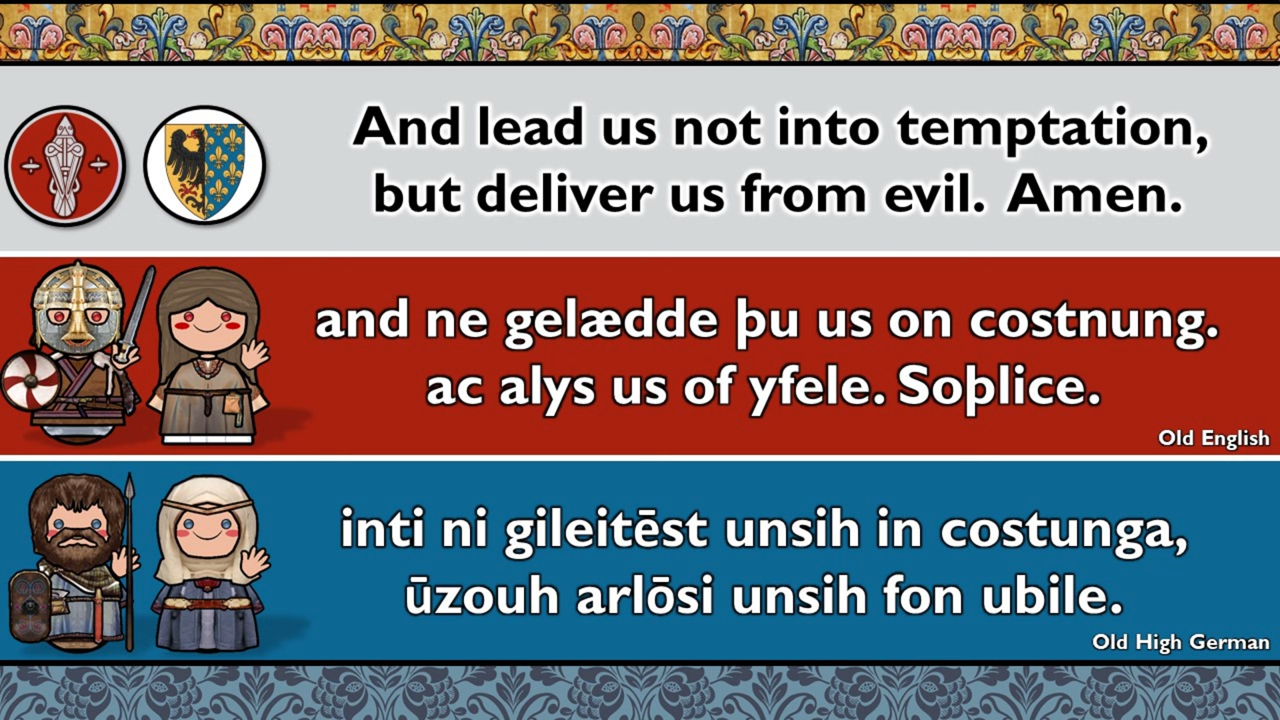 And lead us not into temptation,
but deliver us from evil. Amen.
and ne gelædde þu us on costnung.
ac alys us of yfele. Soþlice.
Old English
inti ni gileitēst unsih in costunga,
ūzouh arlōsi unsih fon ubile.
Old High German